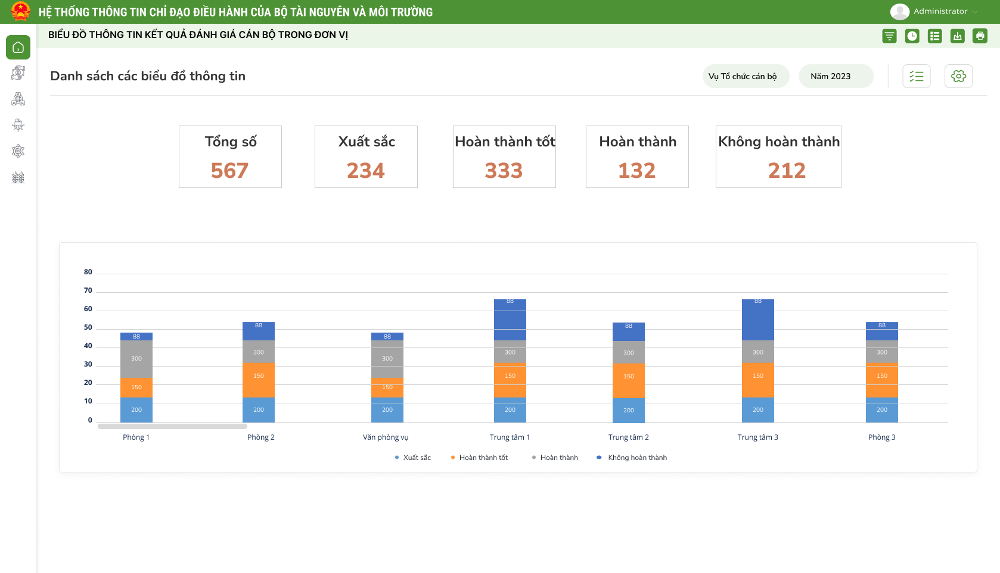 HỆ THỐNG THÔNG TIN CHỈ ĐẠO ĐIỀU HÀNH CỦA BỘ TÀI NGUYÊN VÀ MÔI TRƯỜNG
Administrator
BIỂU ĐỒ THÔNG TIN KẾT QUẢ ĐÁNH GIÁ CÁN BỘ TRONG ĐƠN VỊ
Danh sách các biểu đồ thông tin
Vụ Tổ chức cán bộ
Năm 2023
Tổng số
567
Xuất sắc
234
Hoàn thành tốt
333
Hoàn thành
132
Không hoàn thành
212
80
70
60
50
40
30
20
10
0
88
300
150
200
88
300
150
200
88
300
150
200
88
300
150
200
88
300
150
200
88
300
150
200
88
300
150
200
Phòng 1
Phòng 2
Văn phòng vụ
Trung tâm 1
Trung tâm 2
Trung tâm 3
Phòng 3
Xuất sắc
Hoàn thành tốt
Hoàn thành
Không hoàn thành